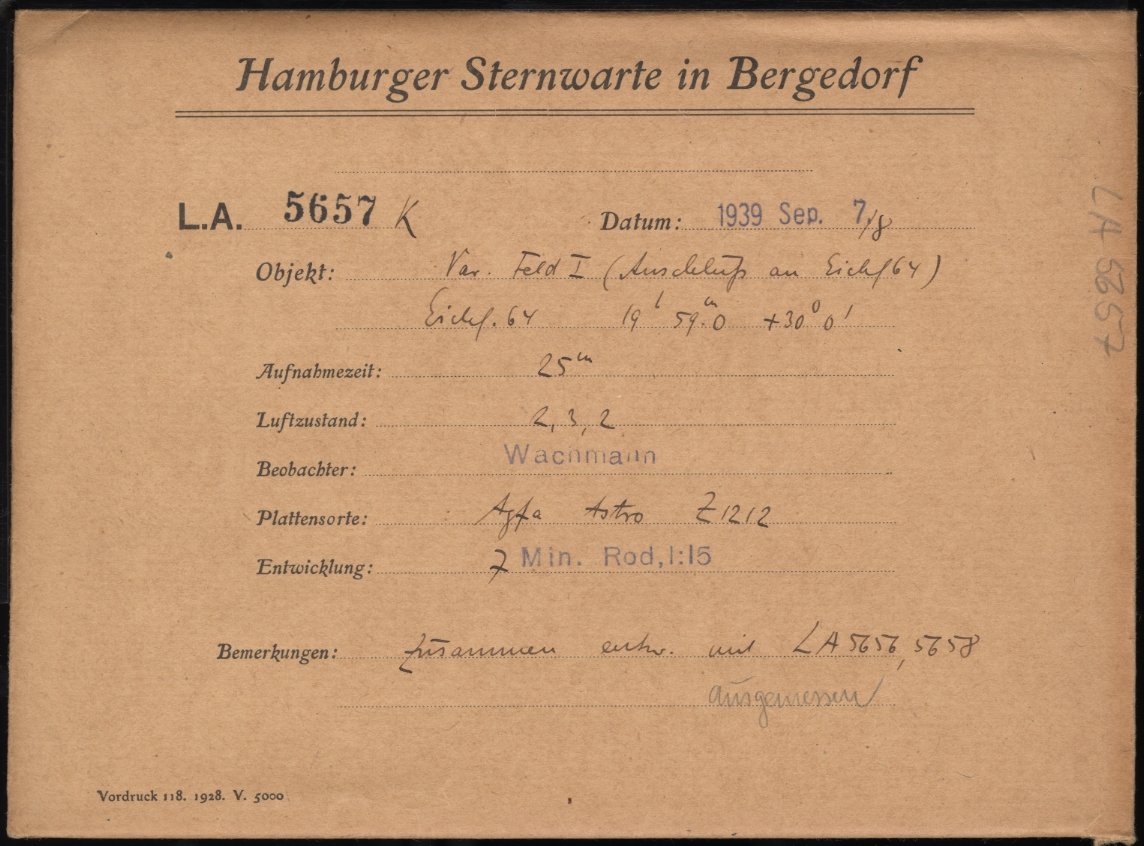 Hamburger Sternwarte in Bergedorf
L.A. 5657 K Datum: 1939 Sep. 7./8
Objekt: Var. Feld I (Anschluß an Eichf 64)
Eichf. 64 19ʰ 59ᵐ.0 +30° 0'
Aufnahmezeit: 25ᵐ
Luftzustand: 2, 3, 2
Beobachter: Wachmann
Plattensorte: Agfa Astro Z 1212
Entwicklung: 7 Min. Rod, 1:15
Bemerkungen: zusammen entw. mit LA 5656, 5658
ausgemessen
Vordruck 118. 1928. V. 5000
LA 5657